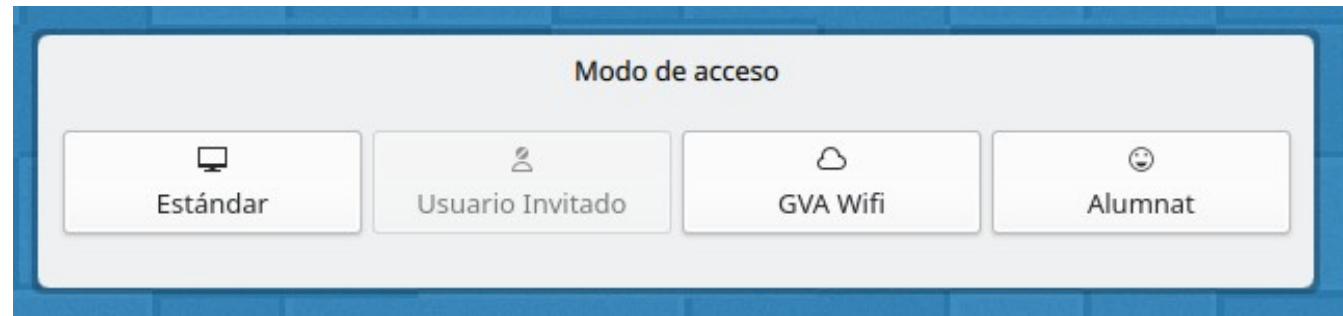 Modo de acceso
Estándar
Usuario Invitado
GVA Wifi
Alumnat